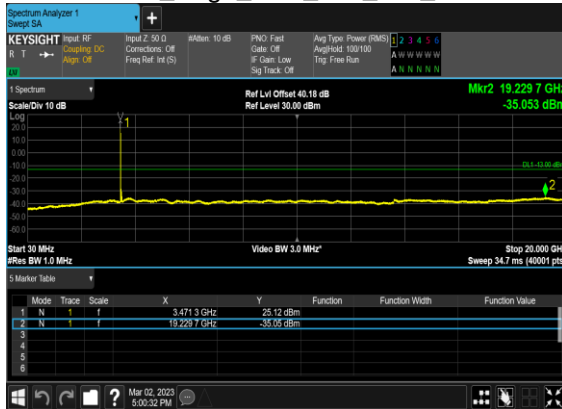 Spectrum Analyzer 1
Swept SA
+
KEYSIGHT
R T
LXI
Input: RF
Coupling: DC
Align: Off
Input Z: 50 Ω
Corrections: Off
Freq Ref: Int (S)
#Atten: 10 dB
PNO: Fast
Gate: Off
IF Gain: Low
Sig Track: Off
Avg Type: Power (RMS)
Avg|Hold: 100/100
Trig: Free Run
1 2 3 4 5 6
A W W W W W
A N N N N N
1 Spectrum
Scale/Div 10 dB
Ref Lvl Offset 40.18 dB
Ref Level 30.00 dBm
Mkr2 19.229 7 GHz
-35.053 dBm
Log
20.0
10.0
0.00
-10.0
-20.0
-30.0
-40.0
-50.0
-60.0
1
DL1 -13.00 dBm
2
Start 30 MHz
#Res BW 1.0 MHz
Video BW 3.0 MHz*
Stop 20.000 GHz
Sweep 34.7 ms (40001 pts)
5 Marker Table
Mode Trace Scale X Y Function Function Width Function Value
1 N 1 f 3.471 3 GHz 25.12 dBm
2 N 1 f 19.229 7 GHz -35.05 dBm
3
4
5
6
?
Mar 02, 2023
5:00:32 PM